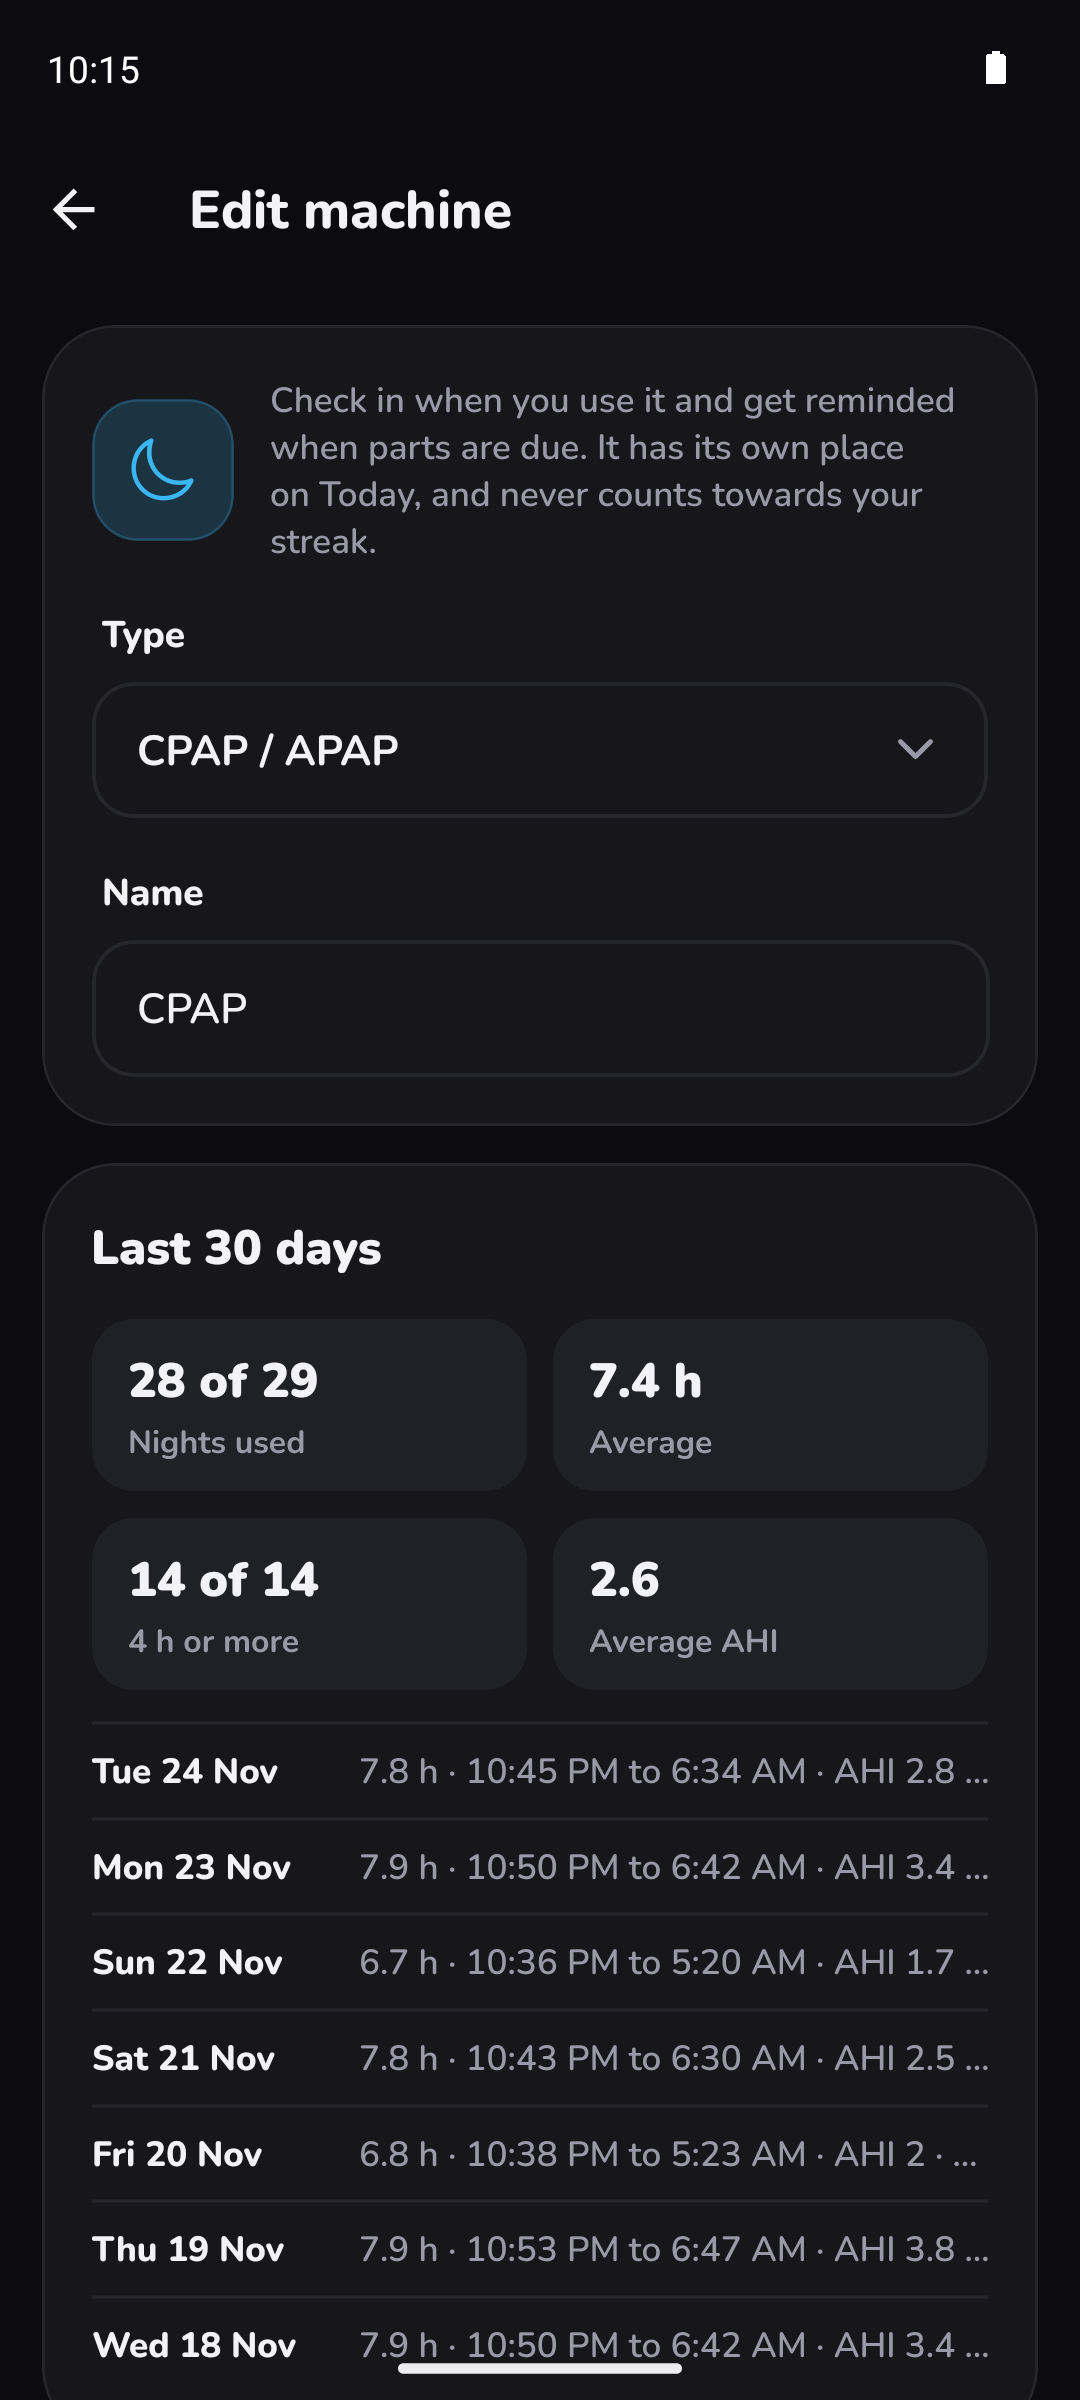 10:15
Edit machine
Check in when you use it and get reminded
when parts are due. It has its own place
on Today, and never counts towards your
streak.
Type
CPAP / APAP
Name
CPAP
Last 30 days
28 of 29
Nights used
7.4 h
Average
14 of 14
4 h or more
2.6
Average AHI
Tue 24 Nov 7.8 h · 10:45 PM to 6:34 AM · AHI 2.8 ...
Mon 23 Nov 7.9 h · 10:50 PM to 6:42 AM · AHI 3.4 ...
Sun 22 Nov 6.7 h · 10:36 PM to 5:20 AM · AHI 1.7 ...
Sat 21 Nov 7.8 h · 10:43 PM to 6:30 AM · AHI 2.5 ...
Fri 20 Nov 6.8 h · 10:38 PM to 5:23 AM · AHI 2 · ...
Thu 19 Nov 7.9 h · 10:53 PM to 6:47 AM · AHI 3.8 ...
Wed 18 Nov 7.9 h · 10:50 PM to 6:42 AM · AHI 3.4 ...